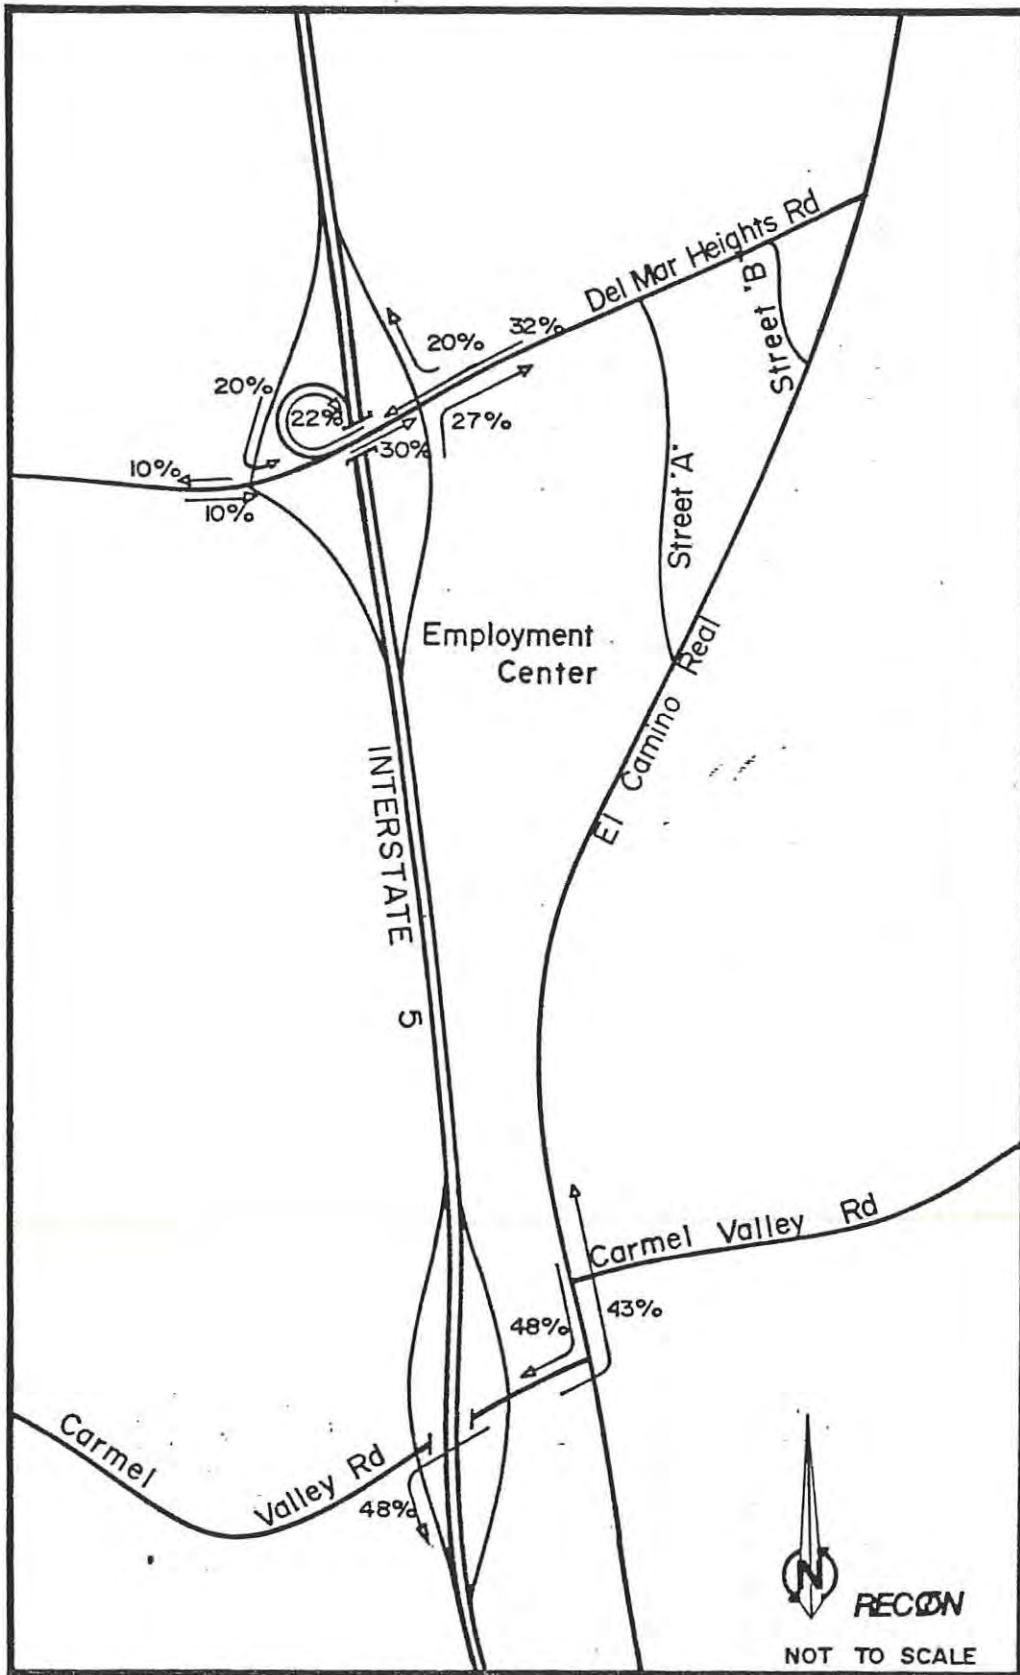 Del Mar Heights Rd
Street "B"
32%
20%
20%
22%
30%
27%
10%
10%
Street "A"
Employment
Center
El Camino Real
INTERSTATE 5
Carmel Valley Rd
43%
48%
Carmel Valley Rd
48%
N
RECON
NOT TO SCALE